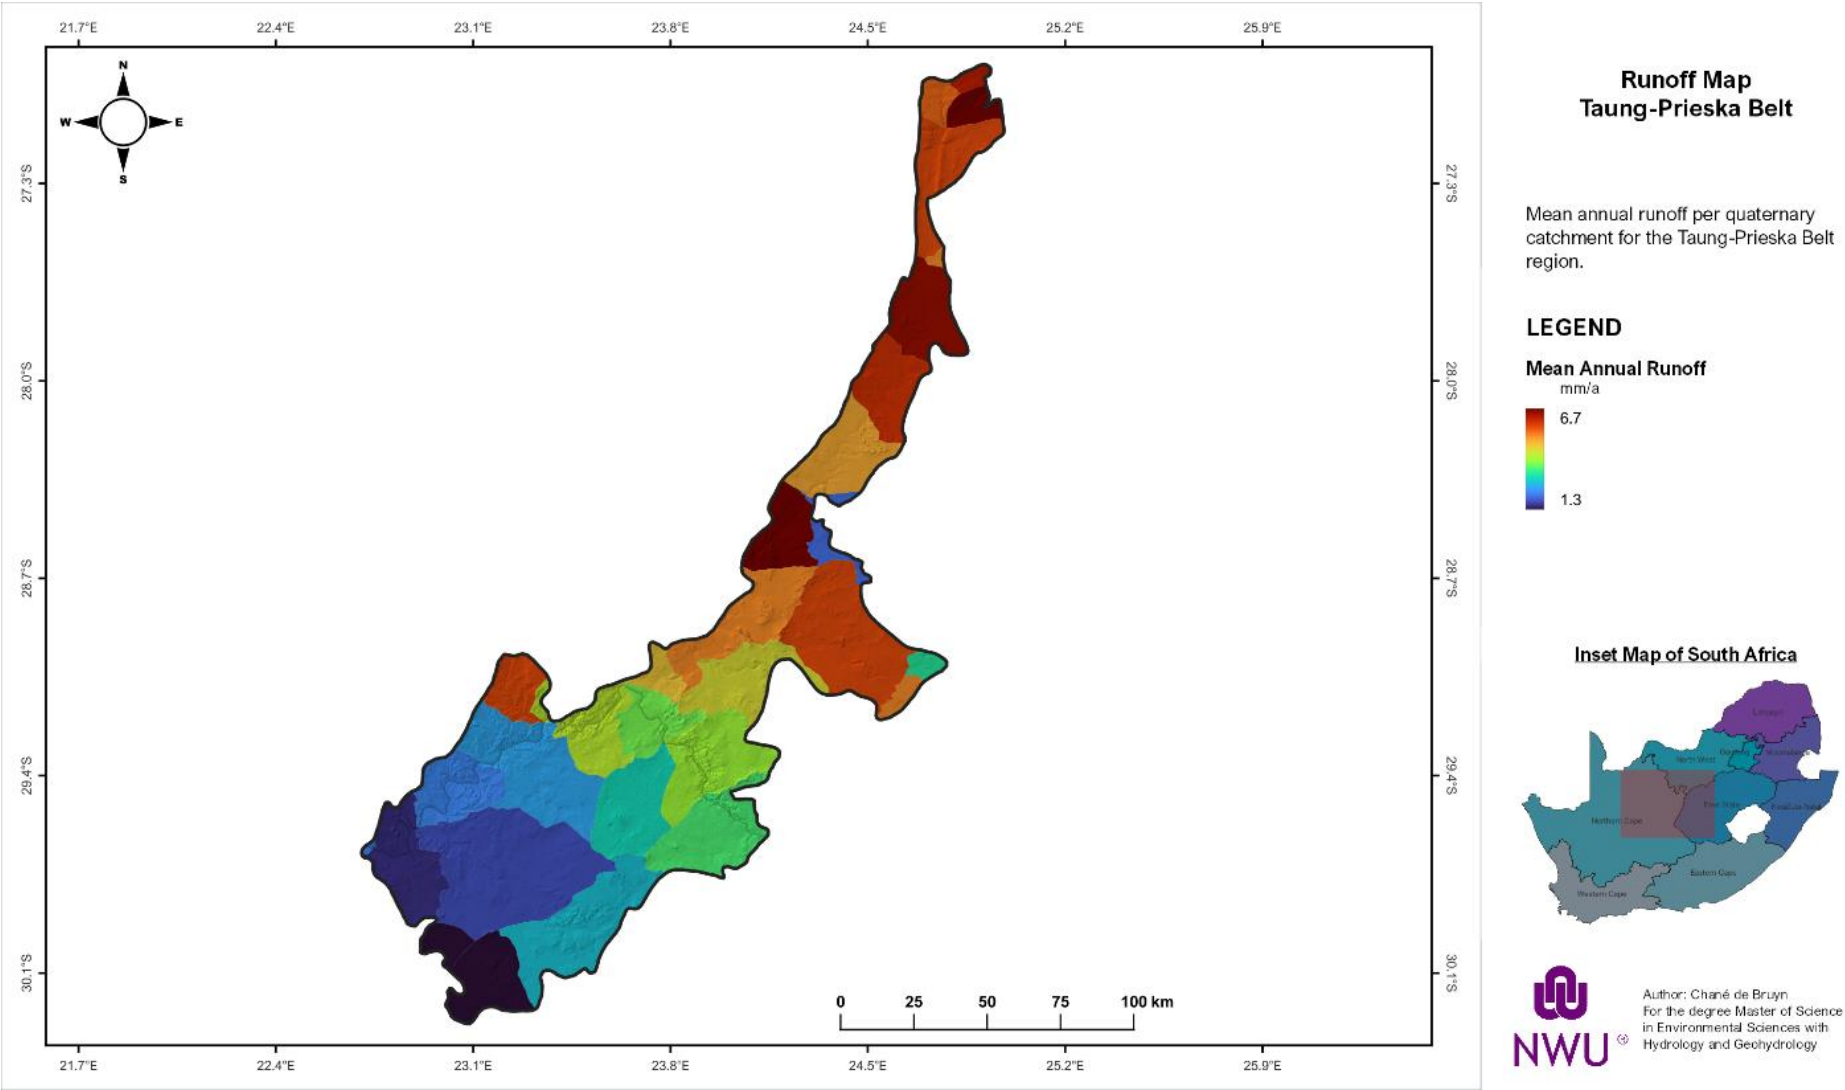 21.7°E 22.4°E 23.1°E 23.8°E 24.5°E 25.2°E 25.9°E
N
W E
S
27.3°S 27.3°S
28.0°S 28.0°S
28.7°S 28.7°S
29.4°S 29.4°S
30.1°S 30.1°S
0 25 50 75 100 km
21.7°E 22.4°E 23.1°E 23.8°E 24.5°E 25.2°E 25.9°E
Runoff Map
Taung-Prieska Belt
Mean annual runoff per quaternary
catchment for the Taung-Prieska Belt
region.
LEGEND
Mean Annual Runoff
mm/a
6.7
1.3
Inset Map of South Africa
Limpopo
North West
Mpumalanga
Free State
Northern Cape
Eastern Cape
Western Cape
NWU ®
Author: Chané de Bruyn
For the degree Master of Science
in Environmental Sciences with
Hydrology and Geohydrology